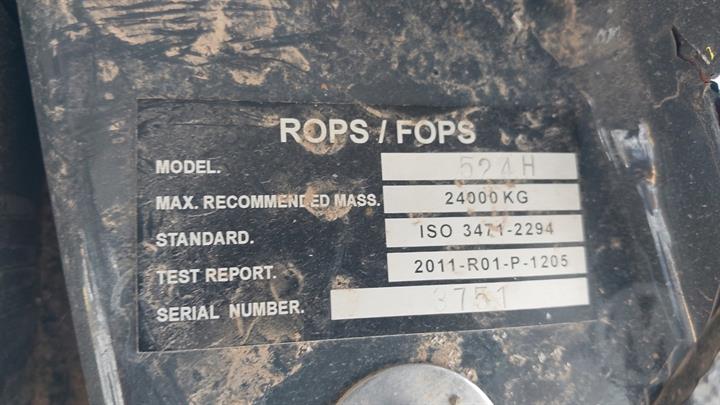 ROPS / FOPS
MODEL. 524H
MAX. RECOMMENDED MASS. 24000 KG
STANDARD. ISO 3471-2294
TEST REPORT. 2011-R01-P-1205
SERIAL NUMBER. 3751